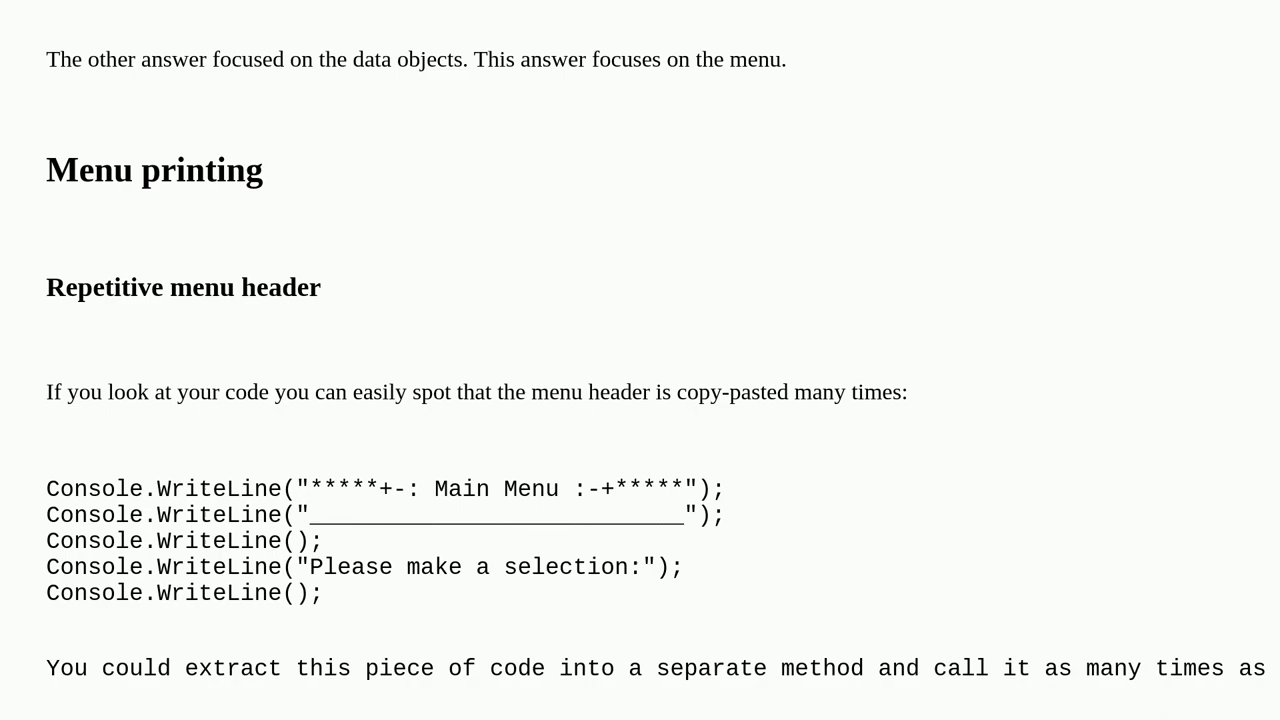 The other answer focused on the data objects. This answer focuses on the menu.
Menu printing
Repetitive menu header
If you look at your code you can easily spot that the menu header is copy-pasted many times:
Console.WriteLine("*****+-: Main Menu :-+*****");
Console.WriteLine("___________________________");
Console.WriteLine();
Console.WriteLine("Please make a selection:");
Console.WriteLine();
You could extract this piece of code into a separate method and call it as many times as